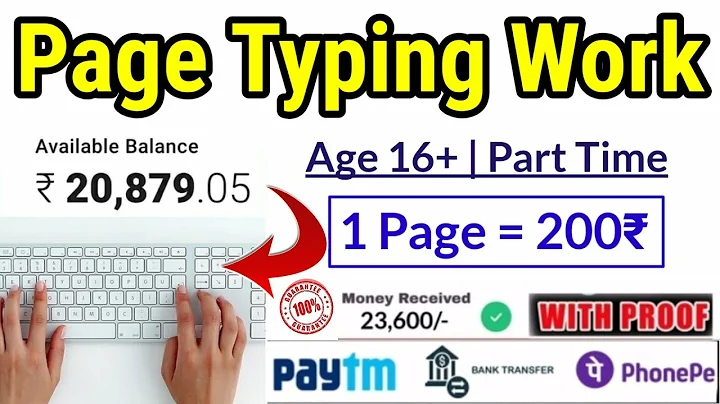 Page Typing Work
Available Balance
₹ 20,879.05
Age 16+ | Part Time
1 Page = 200₹
GUARANTEE
100%
GUARANTEE
Money Received
23,600/-
WITH PROOF
paytm
BANK TRANSFER
पे PhonePe